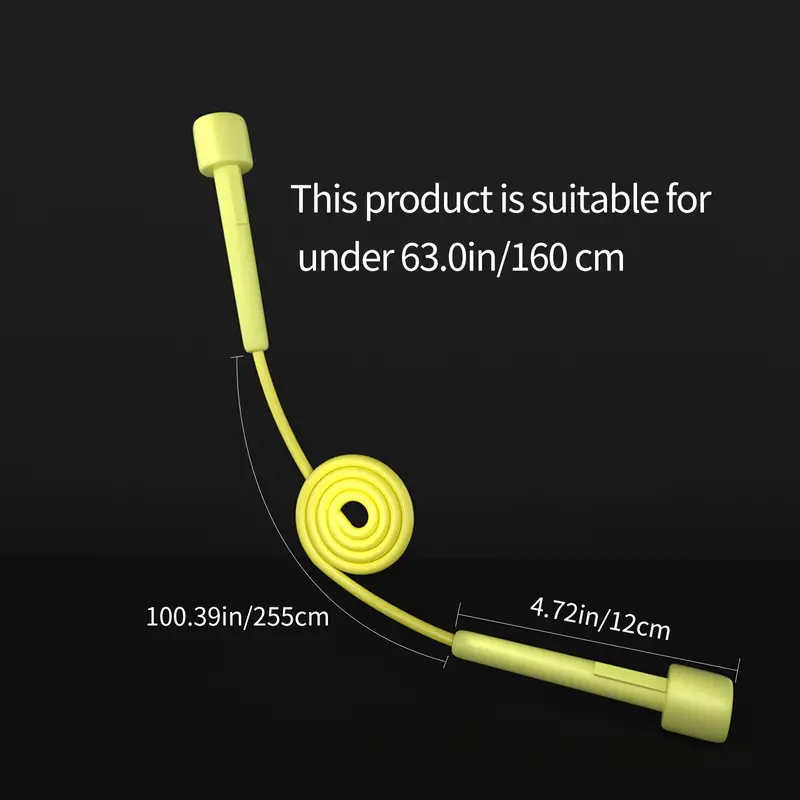 This product is suitable for
under 63.0in/160 cm
100.39in/255cm
4.72in/12cm